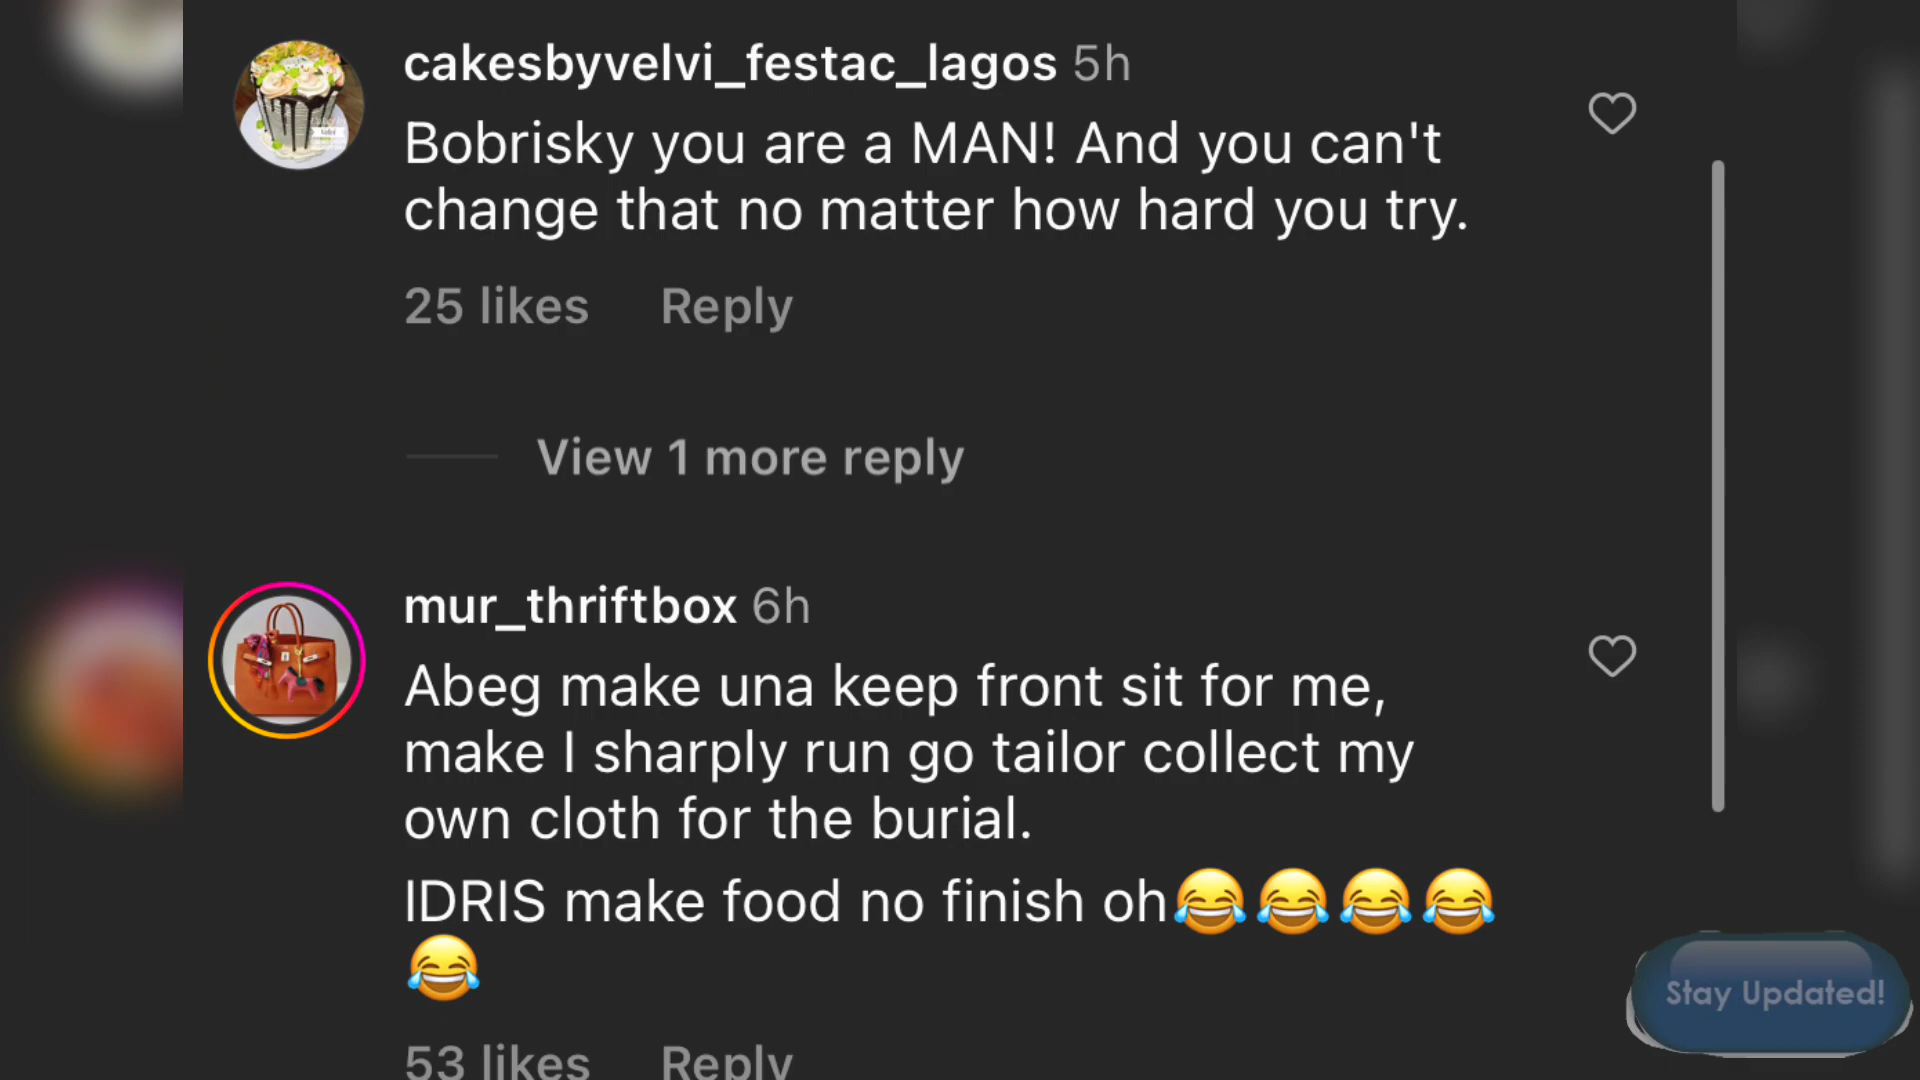 cakesbyvelvi_festac_lagos 5h
Bobrisky you are a MAN! And you can't
change that no matter how hard you try.
25 likes Reply
View 1 more reply
mur_thriftbox 6h
Abeg make una keep front sit for me,
make I sharply run go tailor collect my
own cloth for the burial.
IDRIS make food no finish oh😂😂😂😂
😂
53 likes Reply
Stay Updated!